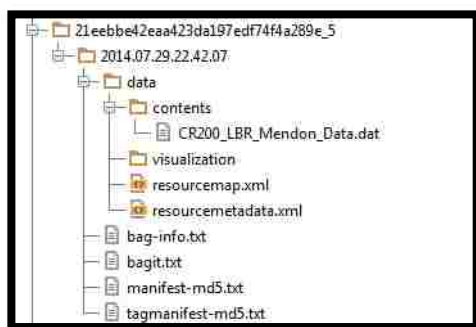 21eebbe42eaa423da197edf74f4a289e_5
2014.07.29.22.42.07
data
contents
CR200_LBR_Mendon_Data.dat
visualization
resourcemap.xml
resourcemetadata.xml
bag-info.txt
bagit.txt
manifest-md5.txt
tagmanifest-md5.txt